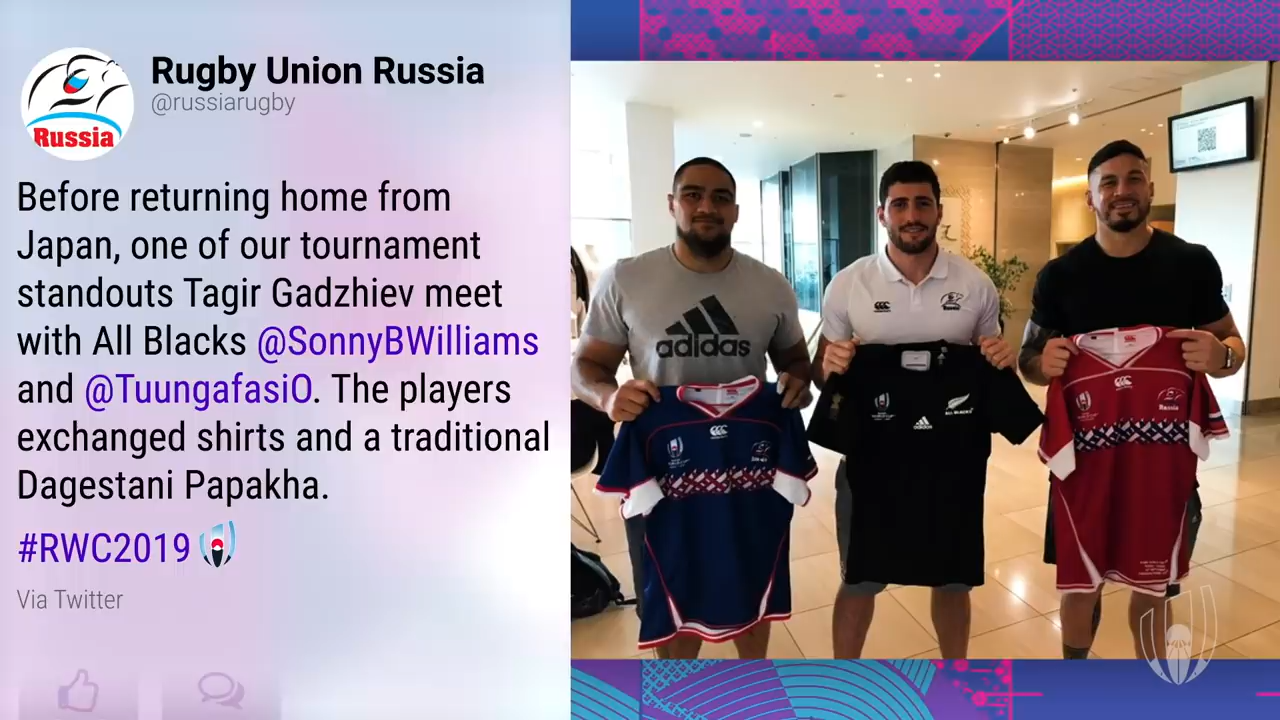 Rugby Union Russia
@russiarugby
Russia
Before returning home from
Japan, one of our tournament
standouts Tagir Gadzhiev meet
with All Blacks @SonnyBWilliams
and @TuungafasiO. The players
exchanged shirts and a traditional
Dagestani Papakha.
#RWC2019
Via Twitter
adidas
adidas
ALL BLACKS
Russia